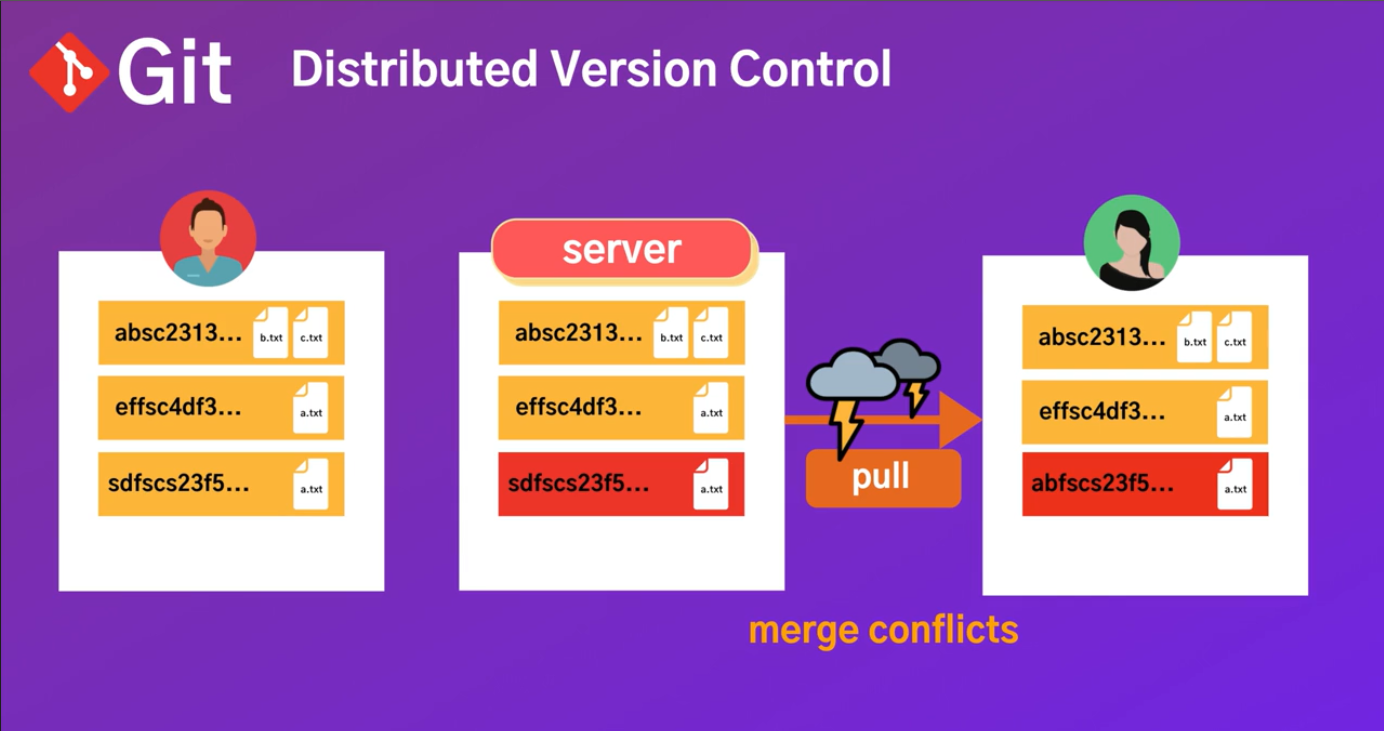 Git
Distributed Version Control
absc2313... b.txt c.txt
effsc4df3... a.txt
sdfscs23f5... a.txt
server
absc2313... b.txt c.txt
effsc4df3... a.txt
sdfscs23f5... a.txt
pull
merge conflicts
absc2313... b.txt c.txt
effsc4df3... a.txt
abfscs23f5... a.txt